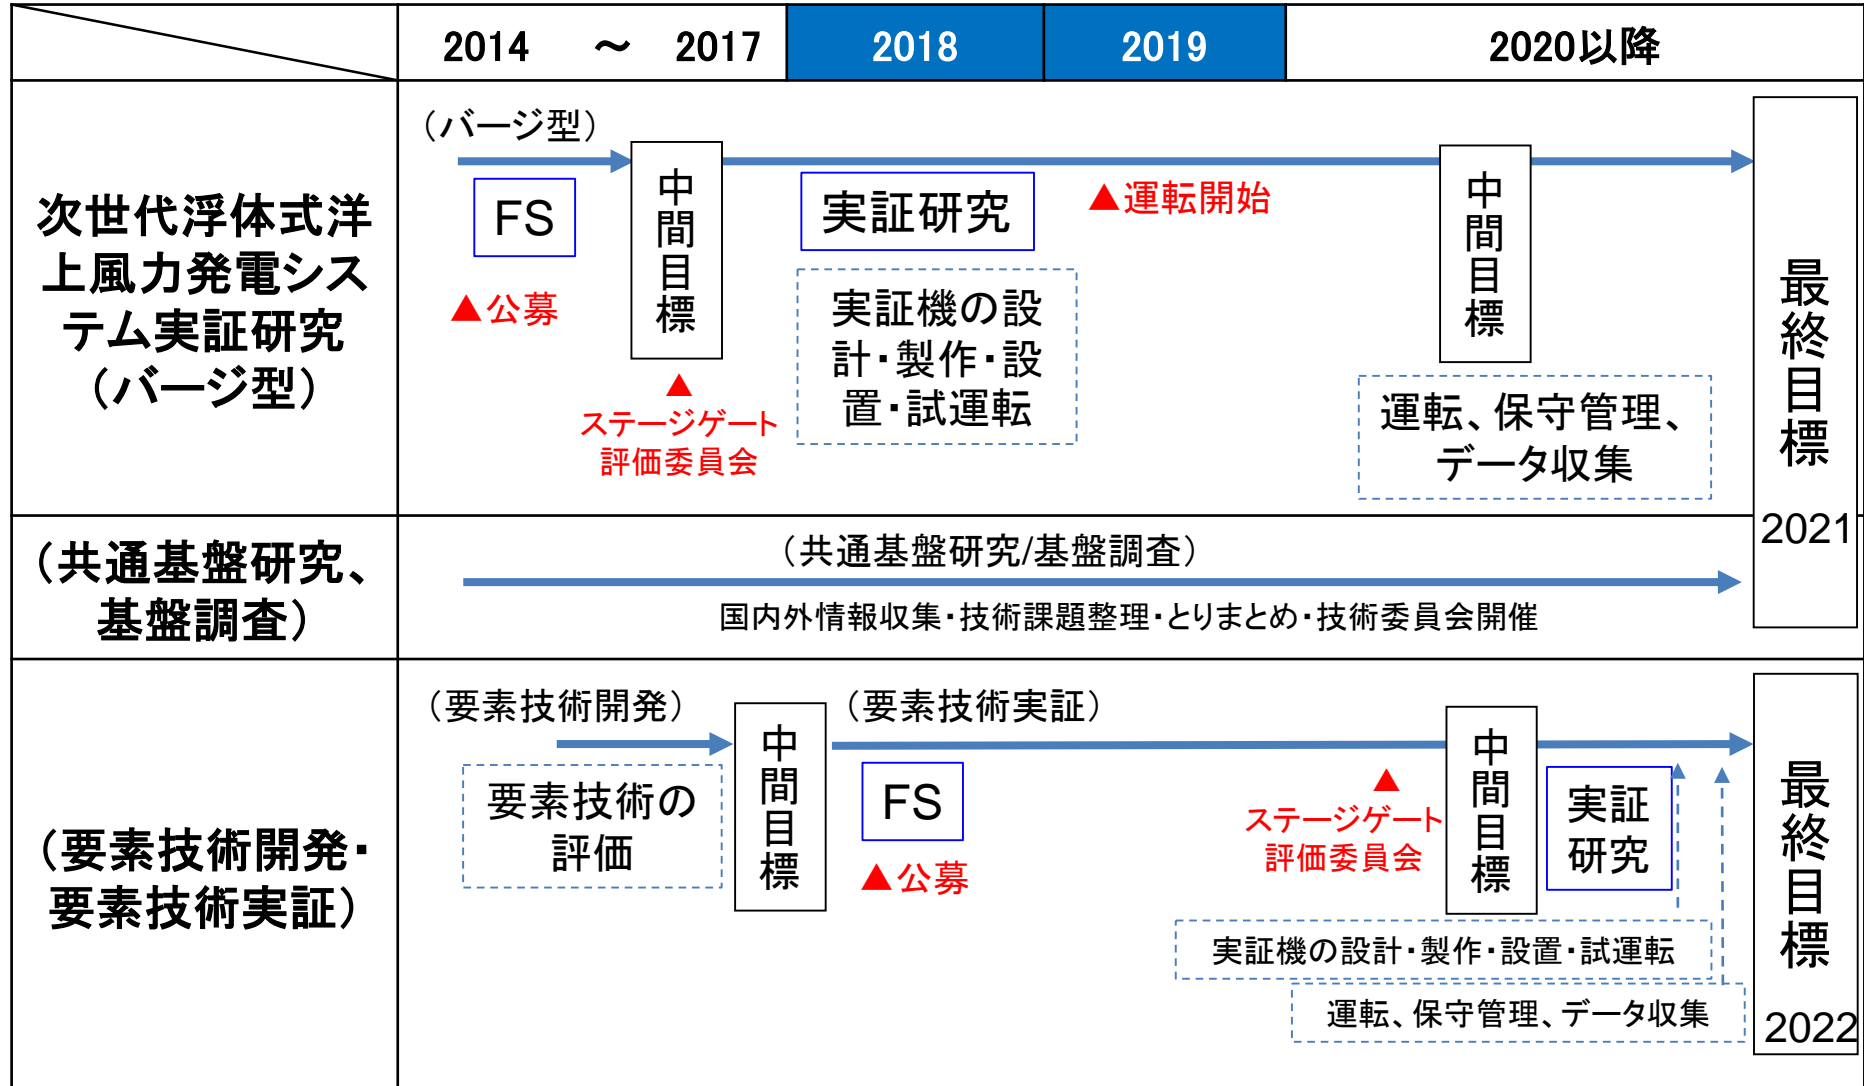 2014 ～ 2017
2018
2019
2020以降
次世代浮体式洋
上風力発電シス
テム実証研究
（バージ型）
（バージ型）
FS
▲公募
中間目標
▲
ステージゲート
評価委員会
実証研究
実証機の設
計・製作・設
置・試運転
▲運転開始
中間目標
運転、保守管理、
データ収集
最終目標
2021
（共通基盤研究、
基盤調査）
（共通基盤研究/基盤調査）
国内外情報収集・技術課題整理・とりまとめ・技術委員会開催
（要素技術開発・
要素技術実証）
（要素技術開発）
要素技術の
評価
中間目標
（要素技術実証）
FS
▲公募
▲
ステージゲート
評価委員会
中間目標
実証
研究
実証機の設計・製作・設置・試運転
運転、保守管理、データ収集
最終目標
2022